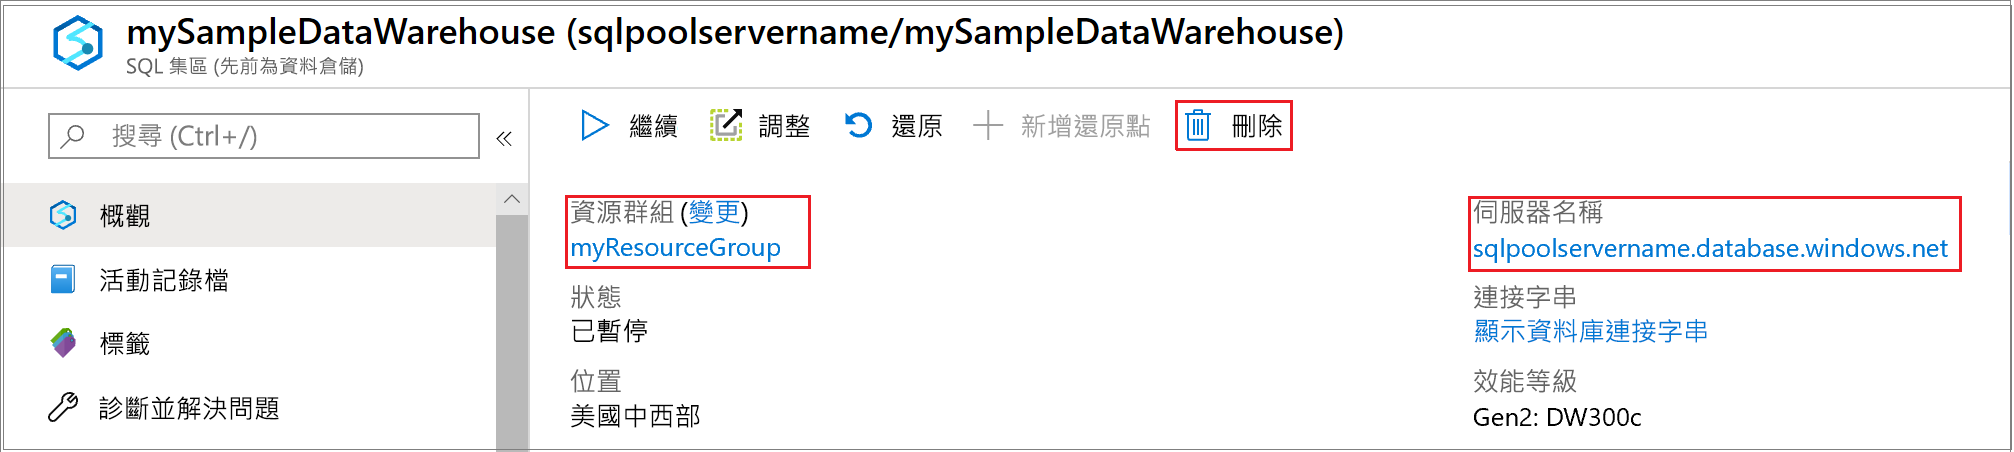 mySampleDataWarehouse (sqlpoolservername/mySampleDataWarehouse)
SQL 集區 (先前為資料倉儲)
搜尋 (Ctrl+/)
«
繼續 調整 還原 新增還原點 刪除
概觀
活動記錄檔
標籤
診斷並解決問題
資源群組 (變更)
myResourceGroup
狀態
已暫停
位置
美國中西部
伺服器名稱
sqlpoolservername.database.windows.net
連接字串
顯示資料庫連接字串
效能等級
Gen2: DW300c